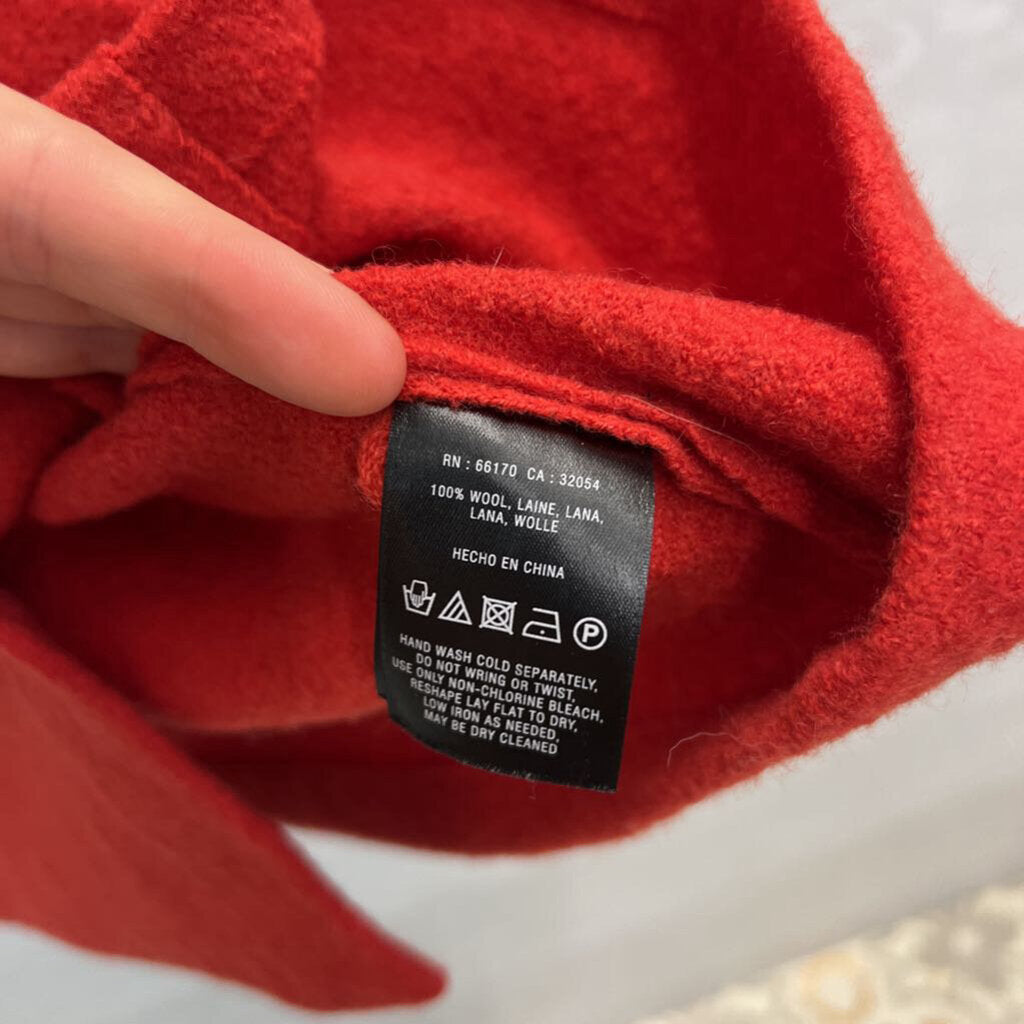 RN : 66170 CA : 32054
100% WOOL, LAINE, LANA,
LANA, WOLLE
HECHO EN CHINA
P
HAND WASH COLD SEPARATELY,
DO NOT WRING OR TWIST,
USE ONLY NON-CHLORINE BLEACH,
RESHAPE LAY FLAT TO DRY,
LOW IRON AS NEEDED,
MAY BE DRY CLEANED